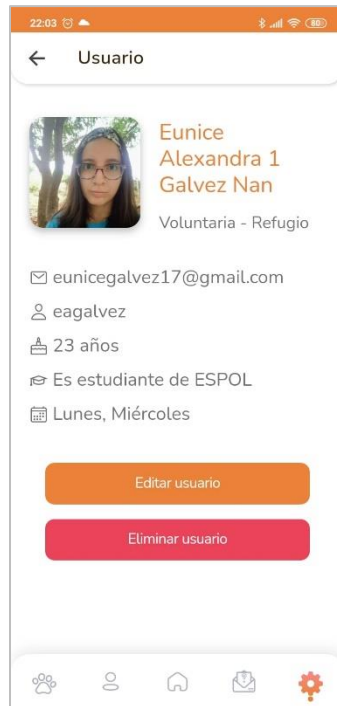 22:03
80
Usuario
Eunice
Alexandra 1
Galvez Nan
Voluntaria - Refugio
eunicegalvez17@gmail.com
eagalvez
23 años
Es estudiante de ESPOL
Lunes, Miércoles
Editar usuario
Eliminar usuario